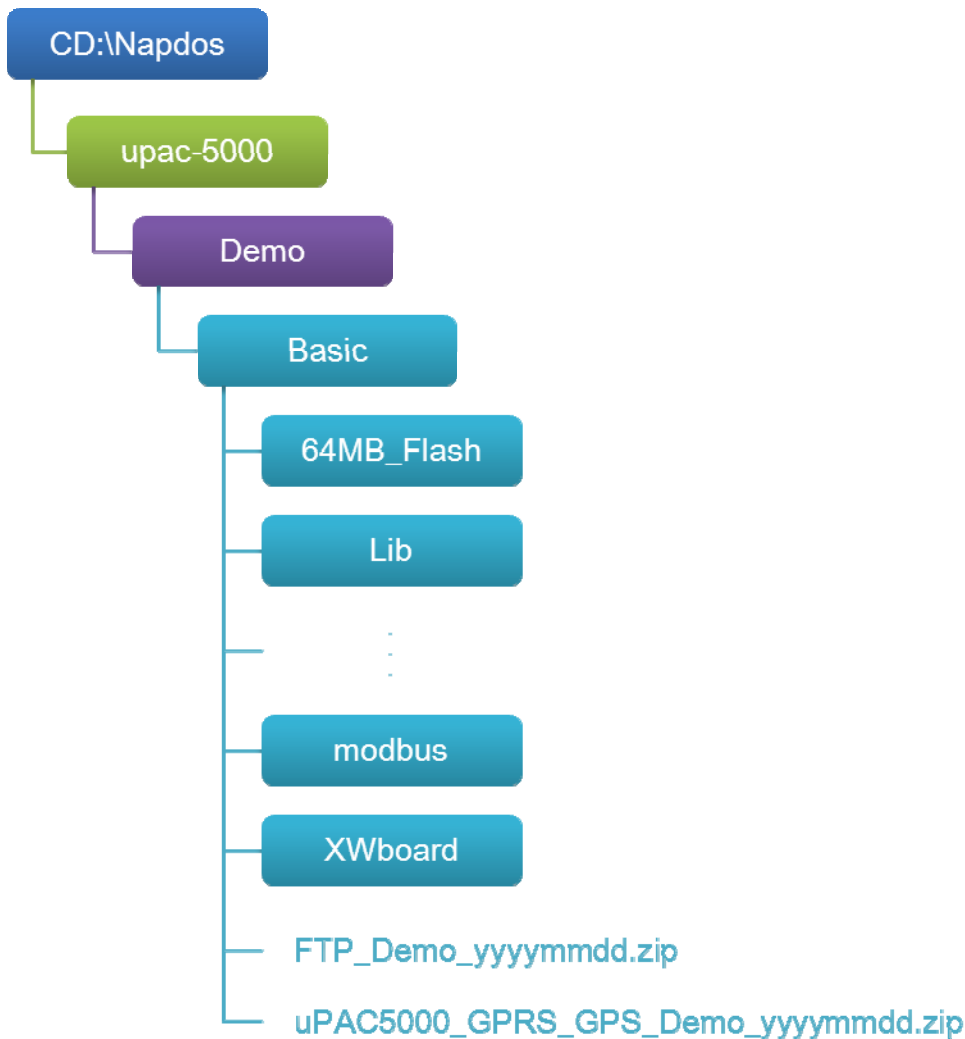 CD:\Napdos
upac-5000
Demo
Basic
64MB_Flash
Lib
modbus
XWboard
FTP_Demo_yyyymmdd.zip
uPAC5000_GPRS_GPS_Demo_yyyymmdd.zip